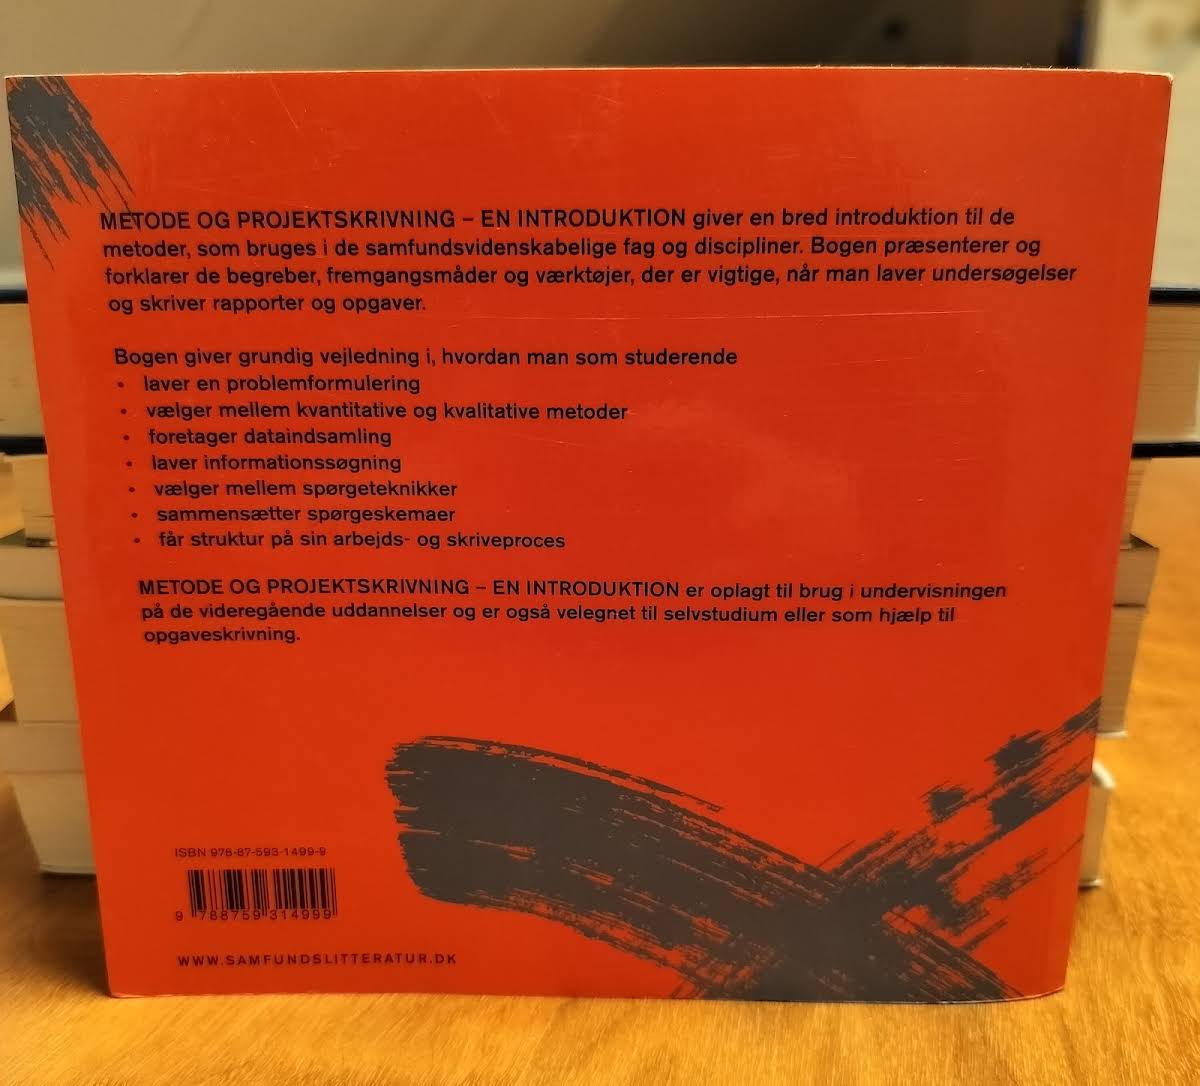 METODE OG PROJEKTSKRIVNING – EN INTRODUKTION giver en bred introduktion til de
metoder, som bruges i de samfundsvidenskabelige fag og discipliner. Bogen præsenterer og
forklarer de begreber, fremgangsmåder og værktøjer, der er vigtige, når man laver undersøgelser
og skriver rapporter og opgaver.
Bogen giver grundig vejledning i, hvordan man som studerende
• laver en problemformulering
• vælger mellem kvantitative og kvalitative metoder
• foretager dataindsamling
• laver informationssøgning
• vælger mellem spørgeteknikker
• sammensætter spørgeskemaer
• får struktur på sin arbejds- og skriveproces
METODE OG PROJEKTSKRIVNING – EN INTRODUKTION er oplagt til brug i undervisningen
på de videregående uddannelser og er også velegnet til selvstudium eller som hjælp til
opgaveskrivning.
ISBN 978-87-593-1499-9
9 788759 314999
WWW.SAMFUNDSLITTERATUR.DK